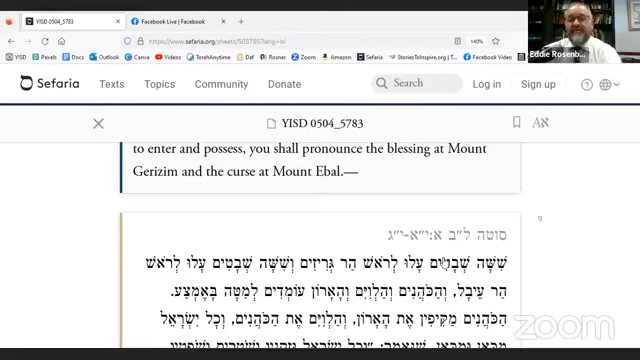 YISD 0504_5783
Facebook Live | Facebook
https://www.sefaria.org/sheets/503785?lang=bi
140%
YISD
Pockets
Outlook
Canva
Videos
TorahAnytime
Daf
Zoom
Amazon
Sefaria
StoriesToInspire.org
Facebook Video
Eddie Rosenb...
Sefaria
Texts
Topics
Community
Donate
Search
Log in
Sign up
YISD 0504_5783
to enter and possess, you shall pronounce the blessing at Mount
Gerizim and the curse at Mount Ebal.—
9
סוטה ל״ב א:י״א-י״ג
שִׁשָּׁה שְׁבָטִים עָלוּ לְרֹאשׁ הַר גְּרִיזִים וְשִׁשָּׁה שְׁבָטִים עָלוּ לְרֹאשׁ
הַר עֵיבָל, וְהַכֹּהֲנִים וְהַלְוִיִּם וְהָאָרוֹן עוֹמְדִים לְמַטָּה בָּאֶמְצַע.
הַכֹּהֲנִים מַקִּיפִין אֶת הָאָרוֹן, וְהַלְוִיִּם אֶת הַכֹּהֲנִים, וְכׇל יִשְׂרָאֵל
zoom